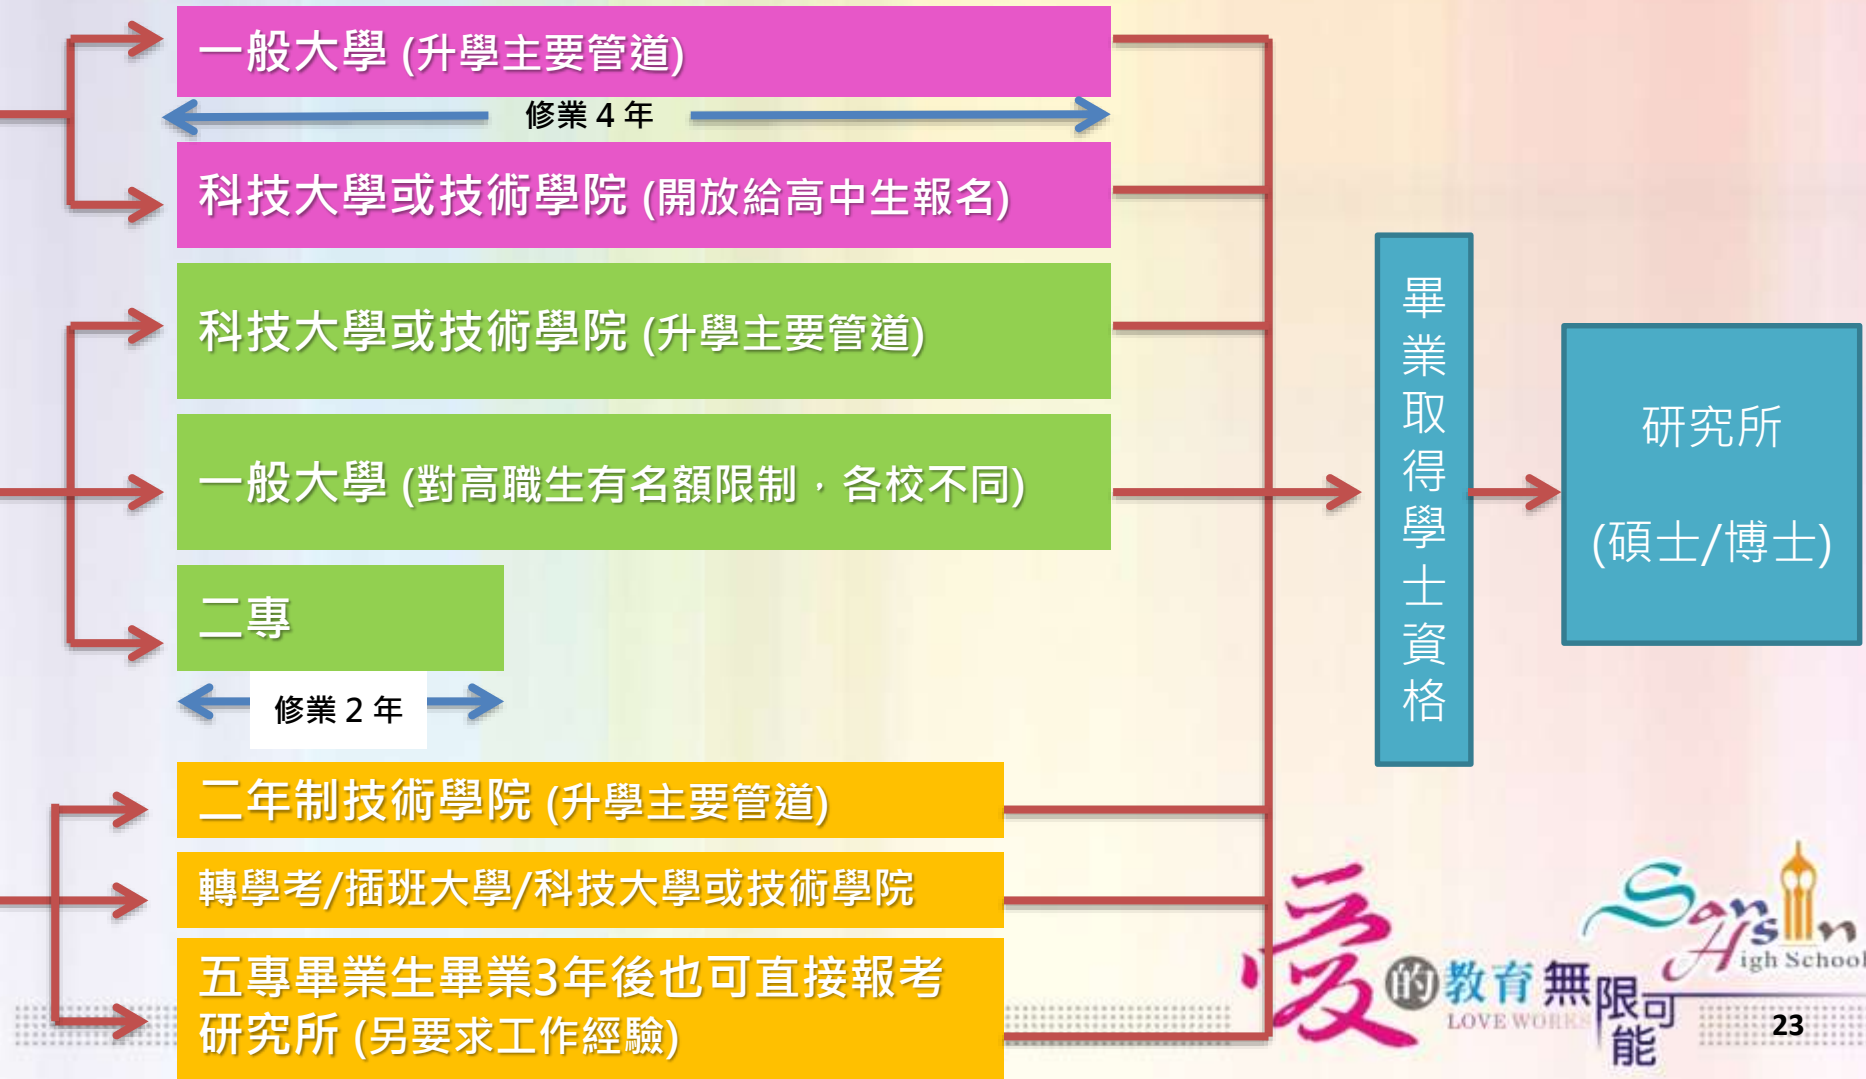 一般大學 (升學主要管道)
修業 4 年
科技大學或技術學院 (開放給高中生報名)
科技大學或技術學院 (升學主要管道)
一般大學 (對高職生有名額限制，各校不同)
二專
修業 2 年
二年制技術學院 (升學主要管道)
轉學考/插班大學/科技大學或技術學院
五專畢業生畢業3年後也可直接報考
研究所 (另要求工作經驗)
畢業取得學士資格
研究所
(碩士/博士)
愛的教育無限可能
LOVE WORKS
San Hsin
High School
23